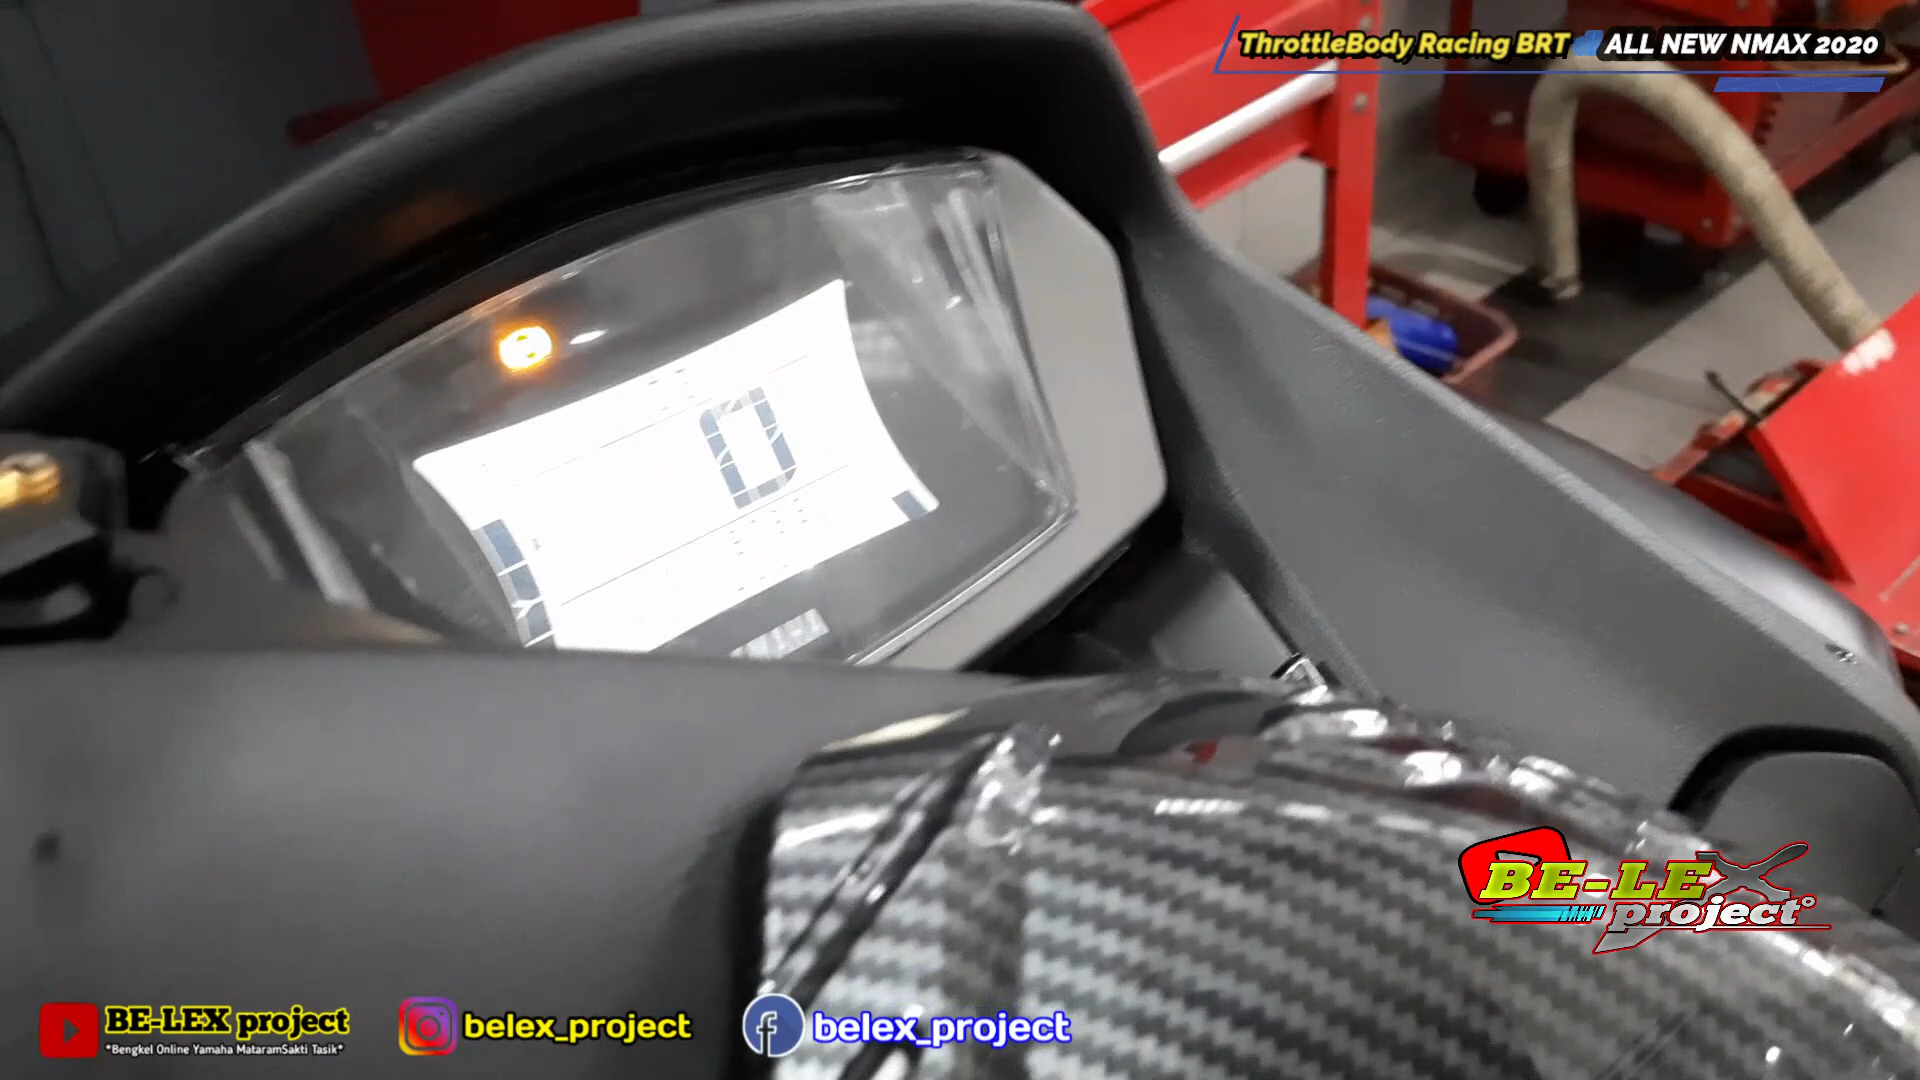 ThrottleBody Racing BRT ALL NEW NMAX 2020
0
BE-LEX
project
BE-LEX project
*Bengkel Online Yamaha MataramSakti Tasik*
belex_project
belex_project